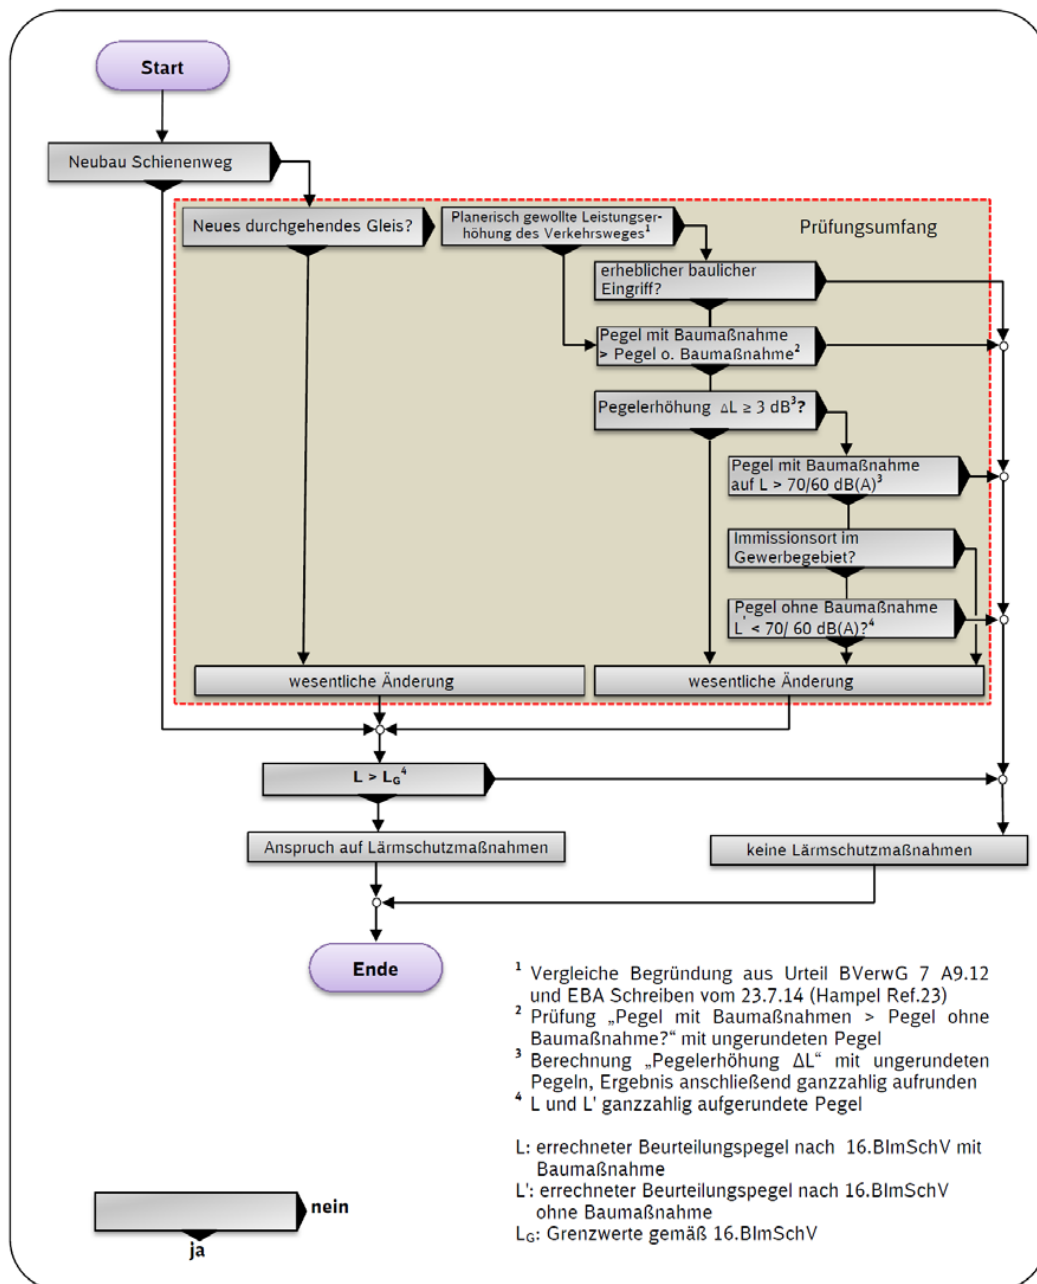 Start
Neubau Schienenweg
Neues durchgehendes Gleis?
Planerisch gewollte Leistungser-
höhung des Verkehrsweges¹
Prüfungsumfang
erheblicher baulicher
Eingriff?
Pegel mit Baumaßnahme
> Pegel o. Baumaßnahme²
Pegelerhöhung ΔL ≥ 3 dB³?
Pegel mit Baumaßnahme
auf L > 70/60 dB(A)³
Immissionsort im
Gewerbegebiet?
Pegel ohne Baumaßnahme
L' < 70/ 60 dB(A)?⁴
wesentliche Änderung
wesentliche Änderung
L > L_G⁴
Anspruch auf Lärmschutzmaßnahmen
keine Lärmschutzmaßnahmen
Ende
¹ Vergleiche Begründung aus Urteil BVerwG 7 A9.12
und EBA Schreiben vom 23.7.14 (Hampel Ref.23)
² Prüfung „Pegel mit Baumaßnahmen > Pegel ohne
Baumaßnahme?“ mit ungerundeten Pegel
³ Berechnung „Pegelerhöhung ΔL“ mit ungerundeten
Pegeln, Ergebnis anschließend ganzzahlig aufrunden
⁴ L und L' ganzzahlig aufgerundete Pegel
L: errechneter Beurteilungspegel nach 16.BImSchV mit
Baumaßnahme
L': errechneter Beurteilungspegel nach 16.BImSchV
ohne Baumaßnahme
L_G: Grenzwerte gemäß 16.BImSchV
nein
ja